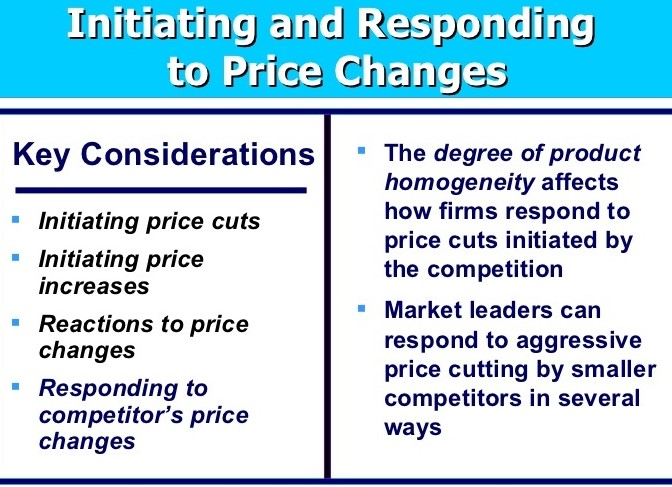 Initiating and Responding
to Price Changes
Key Considerations
Initiating price cuts
Initiating price
increases
Reactions to price
changes
Responding to
competitor’s price
changes
The degree of product
homogeneity affects
how firms respond to
price cuts initiated by
the competition
Market leaders can
respond to aggressive
price cutting by smaller
competitors in several
ways